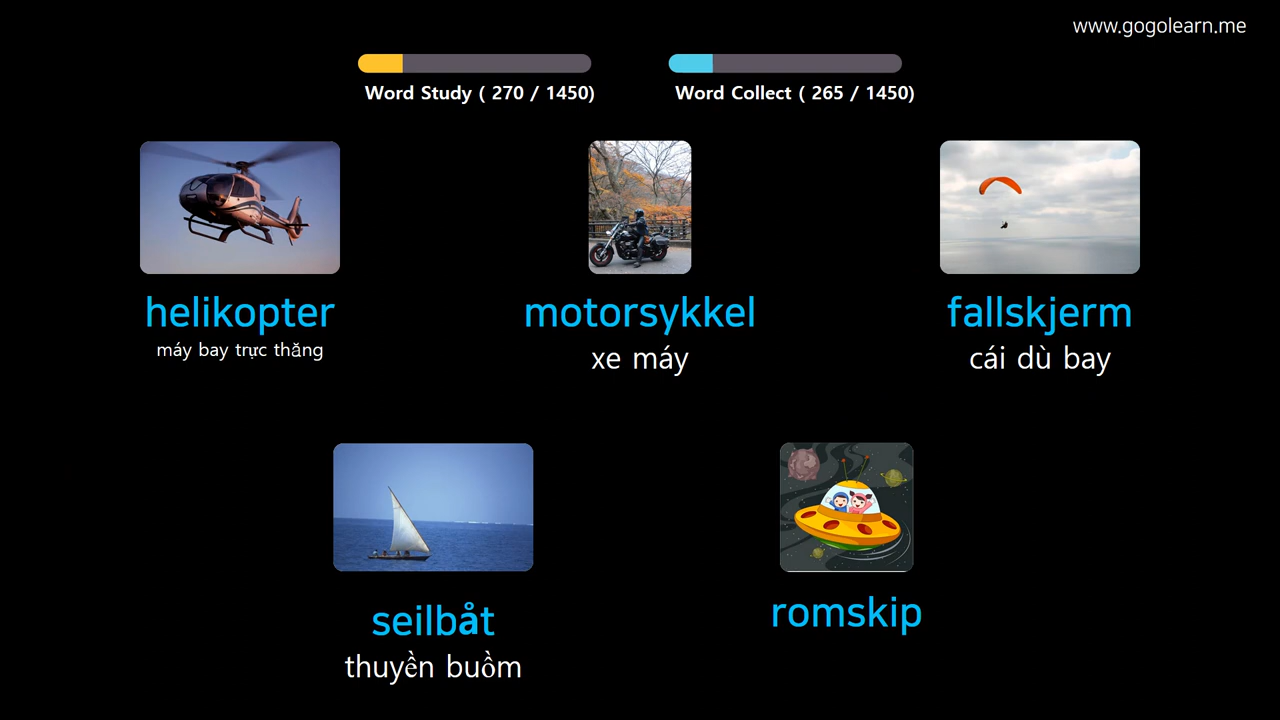 www.gogolearn.me
Word Study ( 270 / 1450)
Word Collect ( 265 / 1450)
helikopter
máy bay trực thăng
motorsykkel
xe máy
fallskjerm
cái dù bay
seilbåt
thuyền buồm
romskip